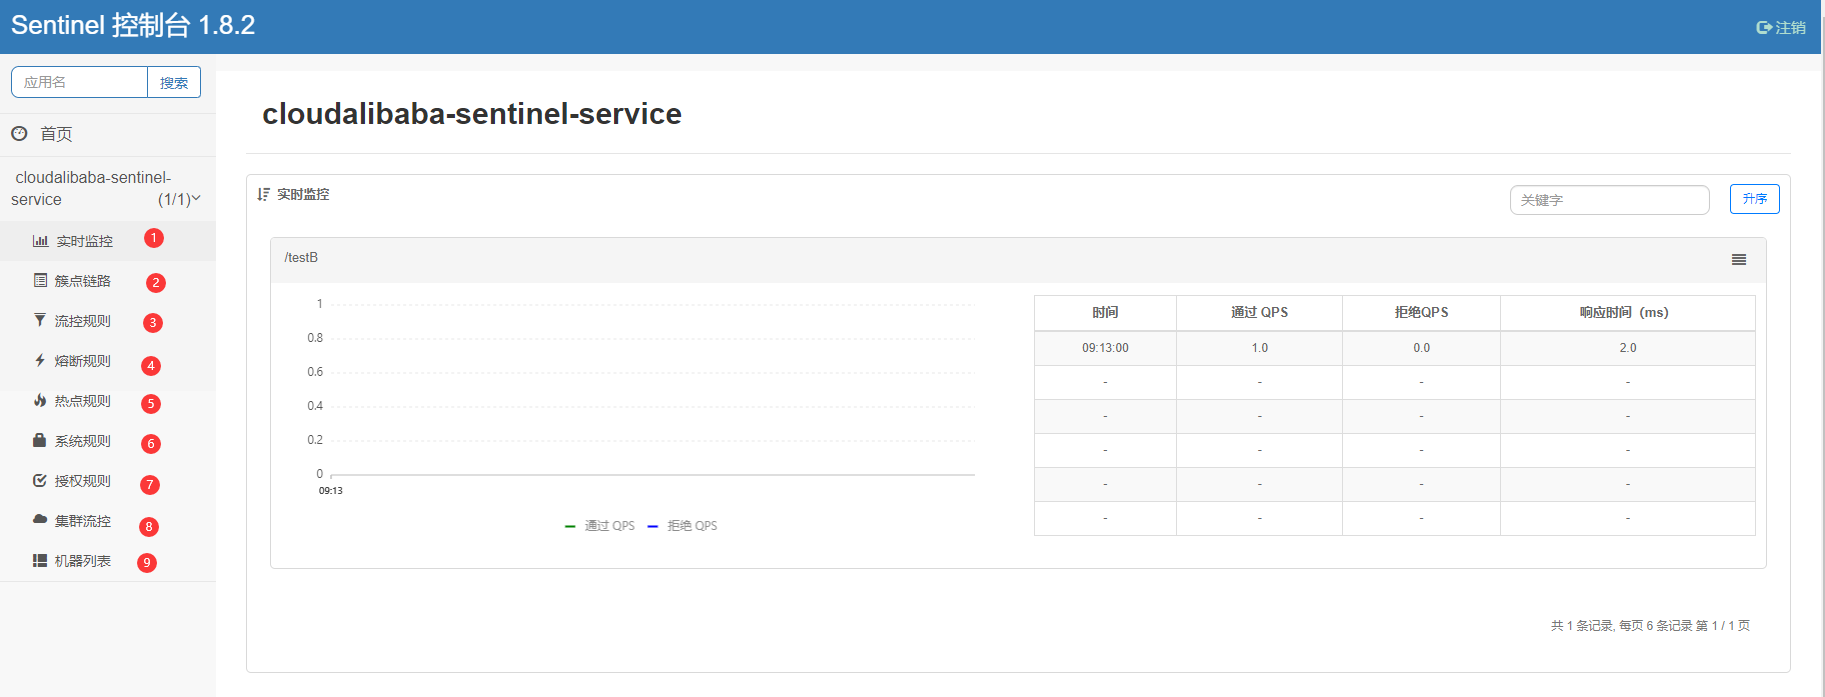 Sentinel 控制台 1.8.2
注销
应用名
搜索
首页
cloudalibaba-sentinel-
service (1/1)
实时监控 1
簇点链路 2
流控规则 3
熔断规则 4
热点规则 5
系统规则 6
授权规则 7
集群流控 8
机器列表 9
cloudalibaba-sentinel-service
实时监控
关键字
升序
/testB
1
0.8
0.6
0.4
0.2
0
09:13
通过 QPS 拒绝 QPS
时间 通过 QPS 拒绝QPS 响应时间（ms）
09:13:00 1.0 0.0 2.0
- - - -
- - - -
- - - -
- - - -
- - - -
共 1 条记录, 每页 6 条记录 第 1 / 1 页